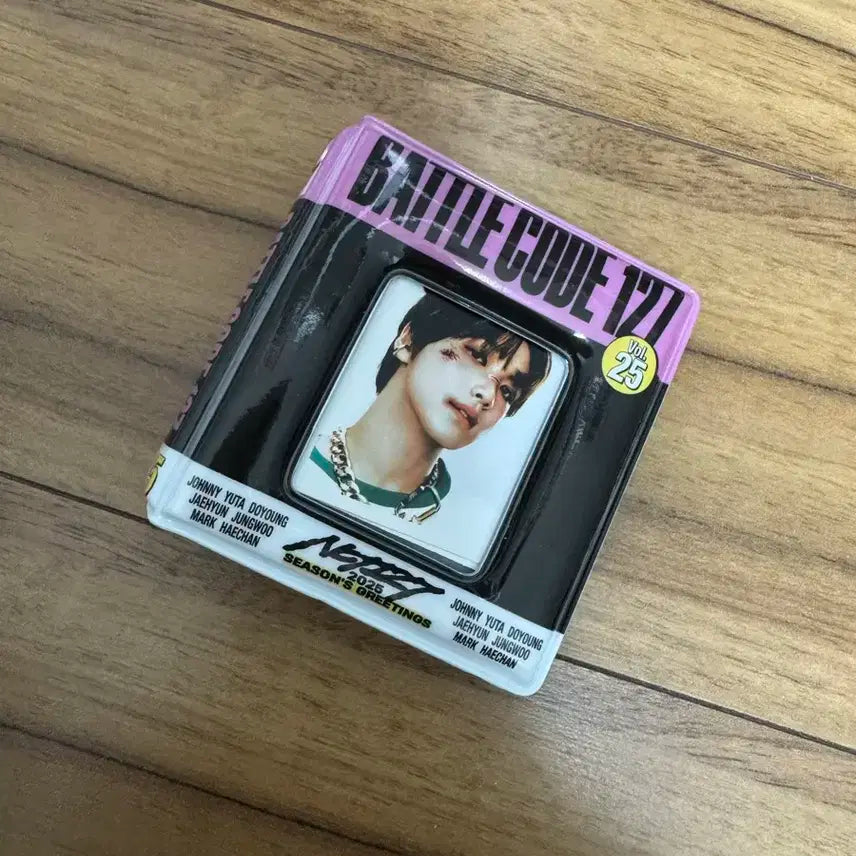 BATTLE CODE 127
Vol.
25
JOHNNY YUTA DOYOUNG
JAEHYUN JUNGWOO
MARK HAECHAN
NCT 127
2025
SEASON'S GREETINGS
JOHNNY YUTA DOYOUNG
JAEHYUN JUNGWOO
MARK HAECHAN